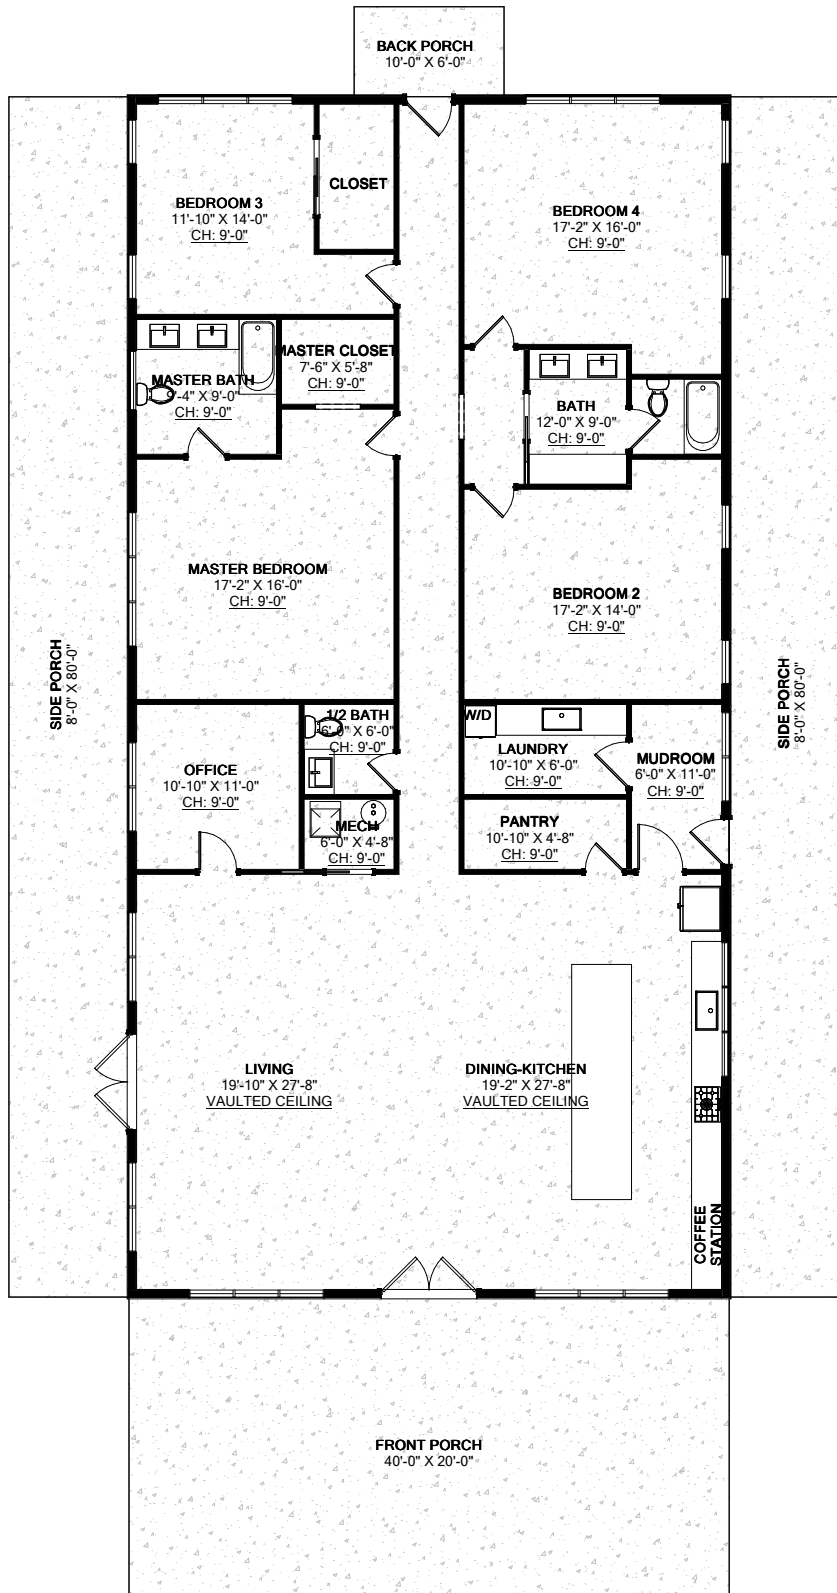 BACK PORCH
10'-0" X 6'-0"
BEDROOM 3
11'-10" X 14'-0"
CH: 9'-0"
CLOSET
BEDROOM 4
17'-2" X 16'-0"
CH: 9'-0"
MASTER BATH
-4" X 9'-0"
CH: 9'-0"
MASTER CLOSET
7'-6" X 5'-8"
CH: 9'-0"
BATH
12'-0" X 9'-0"
CH: 9'-0"
MASTER BEDROOM
17'-2" X 16'-0"
CH: 9'-0"
BEDROOM 2
17'-2" X 14'-0"
CH: 9'-0"
SIDE PORCH
8'-0" X 80'-0"
SIDE PORCH
8'-0" X 80'-0"
OFFICE
10'-10" X 11'-0"
CH: 9'-0"
1/2 BATH
6'-0" X 6'-0"
CH: 9'-0"
MECH
6'-0" X 4'-8"
CH: 9'-0"
W/D
LAUNDRY
10'-10" X 6'-0"
CH: 9'-0"
MUDROOM
6'-0" X 11'-0"
CH: 9'-0"
PANTRY
10'-10" X 4'-8"
CH: 9'-0"
LIVING
19'-10" X 27'-8"
VAULTED CEILING
DINING-KITCHEN
19'-2" X 27'-8"
VAULTED CEILING
COFFEE
STATION
FRONT PORCH
40'-0" X 20'-0"